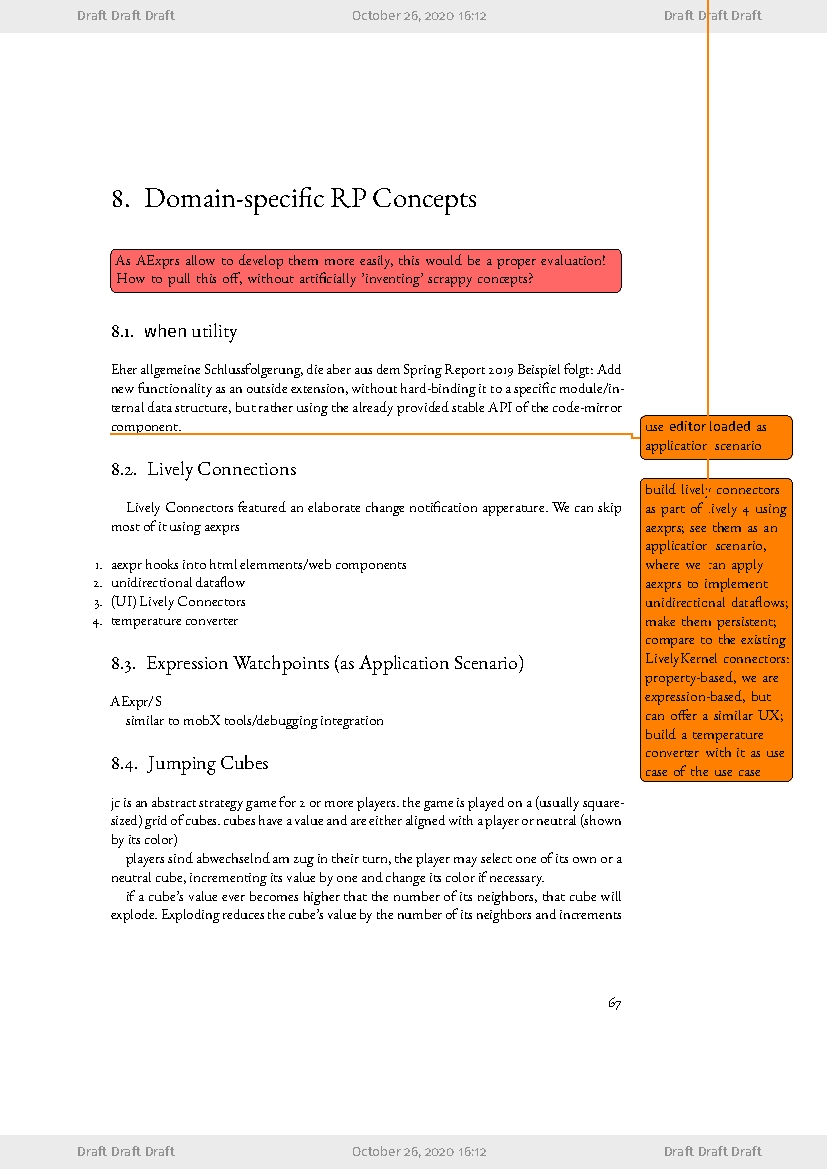 Draft Draft Draft October 26, 2020 16:12 Draft Draft Draft
8. Domain-specific RP Concepts
As AExprs allow to develop them more easily, this would be a proper evaluation!
How to pull this off, without artificially 'inventing' scrappy concepts?
8.1. when utility
Eher allgemeine Schlussfolgerung, die aber aus dem Spring Report 2019 Beispiel folgt: Add
new functionality as an outside extension, without hard-binding it to a specific module/in-
ternal data structure, but rather using the already provided stable API of the code-mirror
component.
use editor loaded as
application scenario
8.2. Lively Connections
Lively Connectors featured an elaborate change notification apperature. We can skip
most of it using aexprs
1. aexpr hooks into html elemments/web components
2. unidirectional dataflow
3. (UI) Lively Connectors
4. temperature converter
build lively connectors
as part of lively 4 using
aexprs; see them as an
application scenario,
where we can apply
aexprs to implement
unidirectional dataflows;
make them persistent;
compare to the existing
LivelyKernel connectors:
property-based, we are
expression-based, but
can offer a similar UX;
build a temperature
converter with it as use
case of the use case
8.3. Expression Watchpoints (as Application Scenario)
AExpr/S
similar to mobX tools/debugging integration
8.4. Jumping Cubes
jc is an abstract strategy game for 2 or more players. the game is played on a (usually square-
sized) grid of cubes. cubes have a value and are either aligned with a player or neutral (shown
by its color)
players sind abwechselnd am zug in their turn, the player may select one of its own or a
neutral cube, incrementing its value by one and change its color if necessary.
if a cube's value ever becomes higher that the number of its neighbors, that cube will
explode. Exploding reduces the cube's value by the number of its neighbors and increments
67
Draft Draft Draft October 26, 2020 16:12 Draft Draft Draft